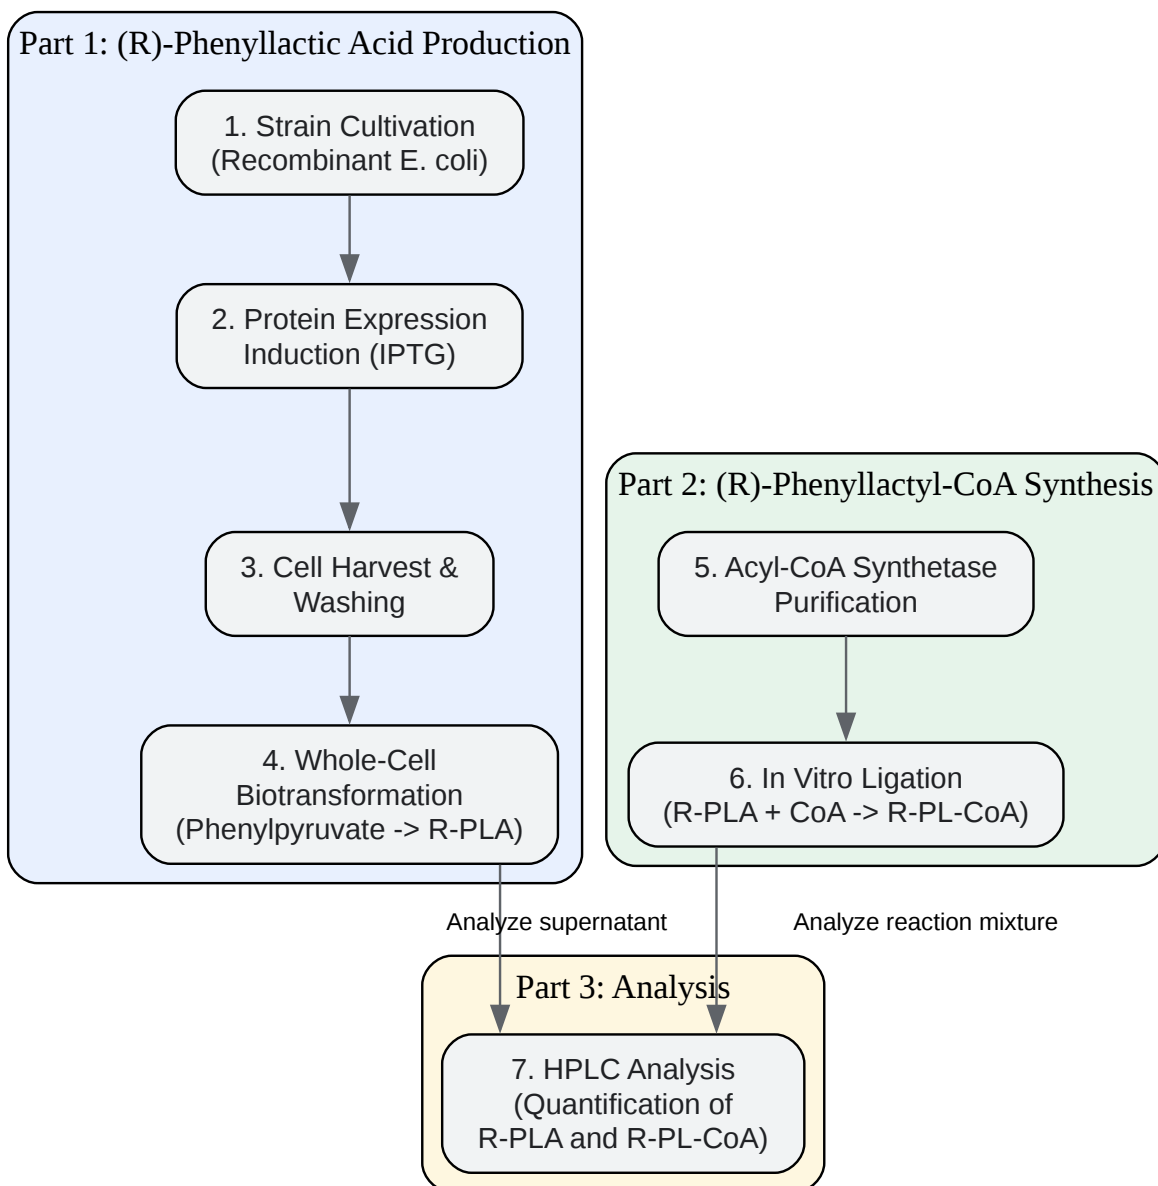 Part 1: (R)-Phenyllactic Acid Production
1. Strain Cultivation
(Recombinant E. coli)
2. Protein Expression
Induction (IPTG)
3. Cell Harvest &
Washing
4. Whole-Cell
Biotransformation
(Phenylpyruvate -> R-PLA)
Part 2: (R)-Phenyllactyl-CoA Synthesis
5. Acyl-CoA Synthetase
Purification
6. In Vitro Ligation
(R-PLA + CoA -> R-PL-CoA)
Analyze supernatant
Analyze reaction mixture
Part 3: Analysis
7. HPLC Analysis
(Quantification of
R-PLA and R-PL-CoA)